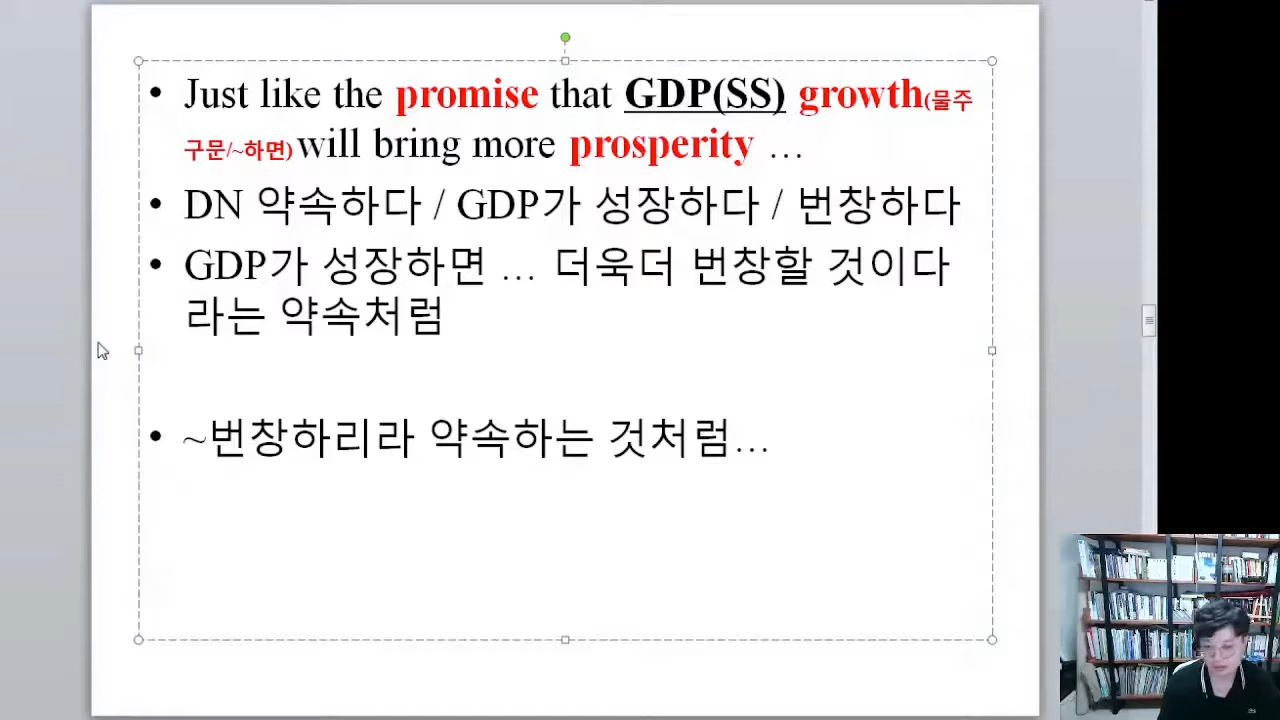 • Just like the promise that GDP(SS) growth(물주
구문/~하면) will bring more prosperity …
• DN 약속하다 / GDP가 성장하다 / 번창하다
• GDP가 성장하면 … 더욱더 번창할 것이다
라는 약속처럼
• ~번창하리라 약속하는 것처럼…